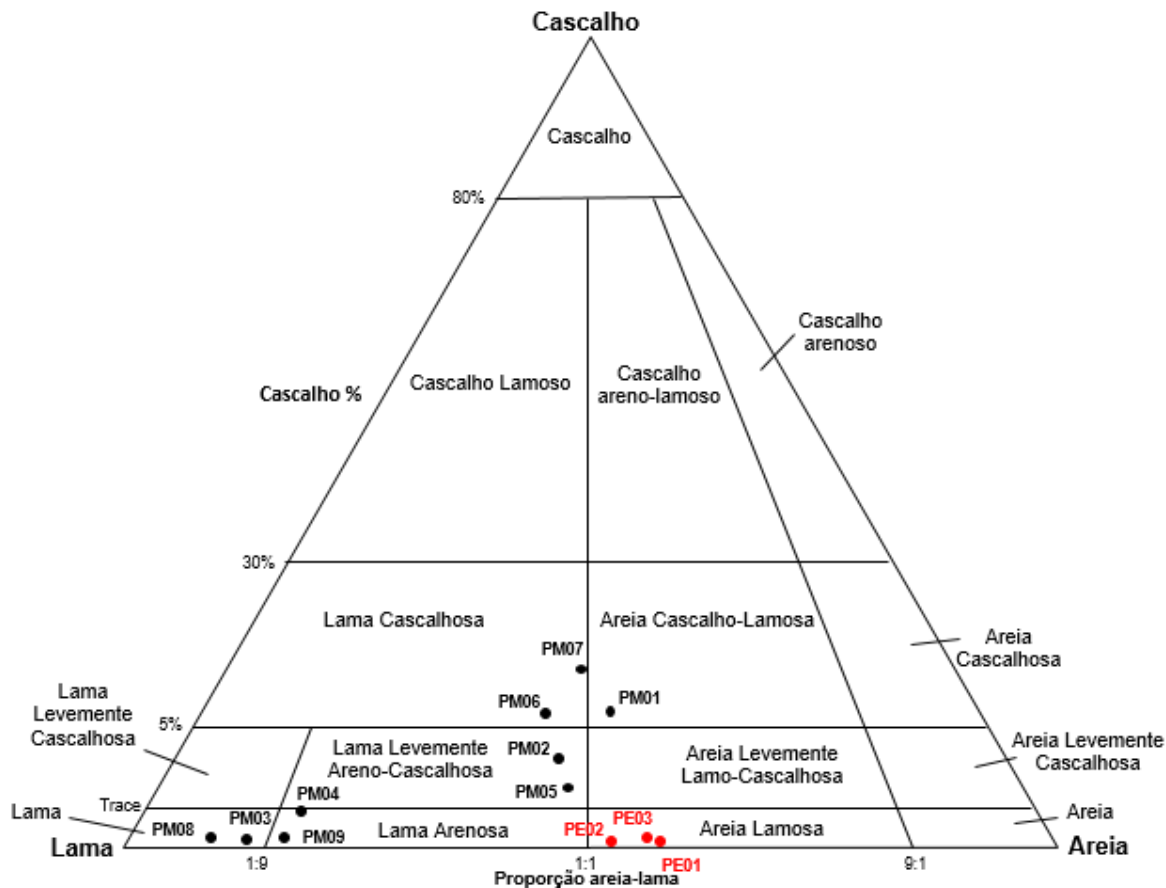 Cascalho
Cascalho
80%
Cascalho
arenoso
Cascalho %
Cascalho Lamoso
Cascalho
areno-lamoso
30%
Lama Cascalhosa
Areia Cascalho-Lamosa
Areia
Cascalhosa
PM07
PM06
PM01
Lama
Levemente
Cascalhosa
5%
Lama Levemente
Areno-Cascalhosa
PM02
PM05
Areia Levemente
Lamo-Cascalhosa
Areia Levemente
Cascalhosa
Trace
PM04
Lama
Areia
PM08
PM03
PM09
Lama Arenosa
PE02
PE03
PE01
Areia Lamosa
Lama
Areia
1:9
1:1
9:1
Proporção areia-lama